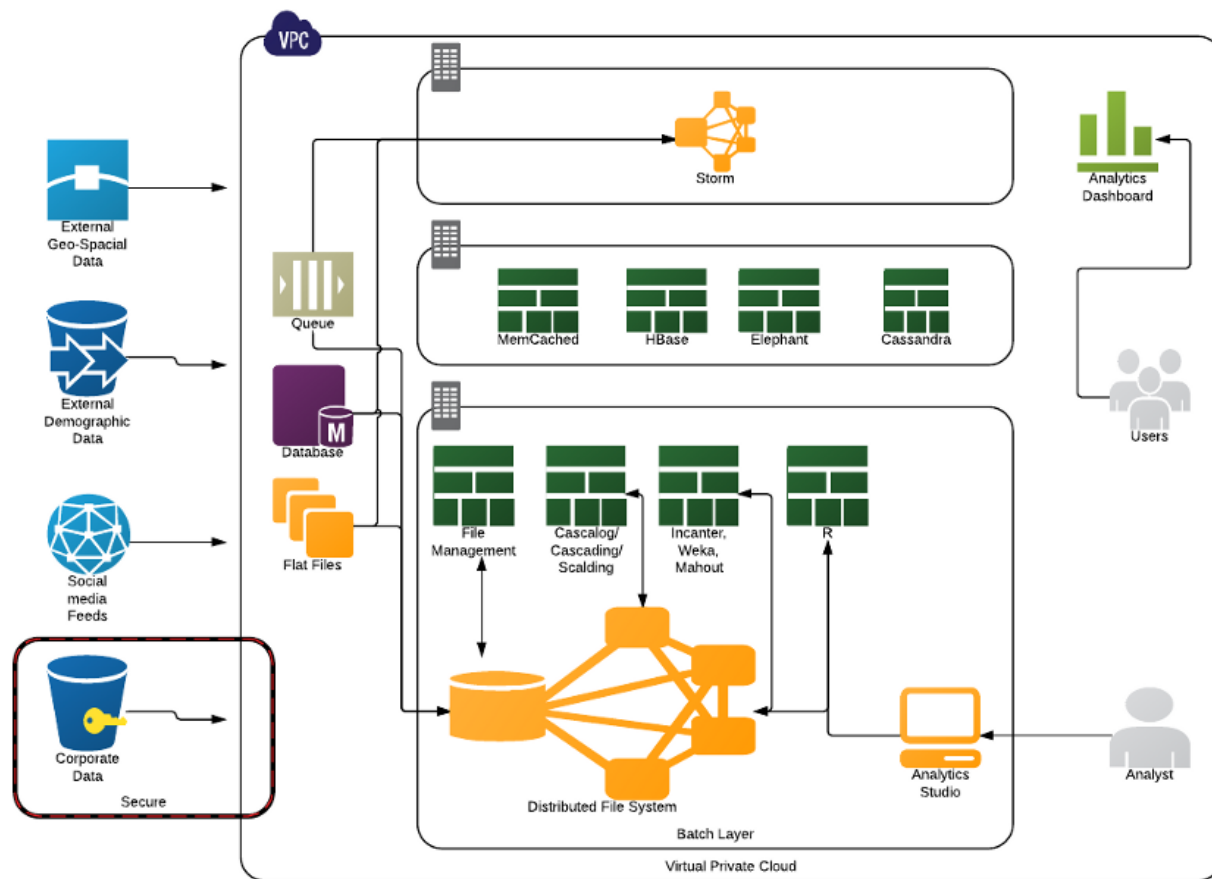 VPC
Storm
Analytics
Dashboard
External
Geo-Spacial
Data
Queue
MemCached
HBase
Elephant
Cassandra
External
Demographic
Data
M
Database
Users
File
Management
Cascalog/
Cascading/
Scalding
Incanter,
Weka,
Mahout
R
Flat Files
Social
media
Feeds
Corporate
Data
Secure
Distributed File System
Analytics
Studio
Analyst
Batch Layer
Virtual Private Cloud